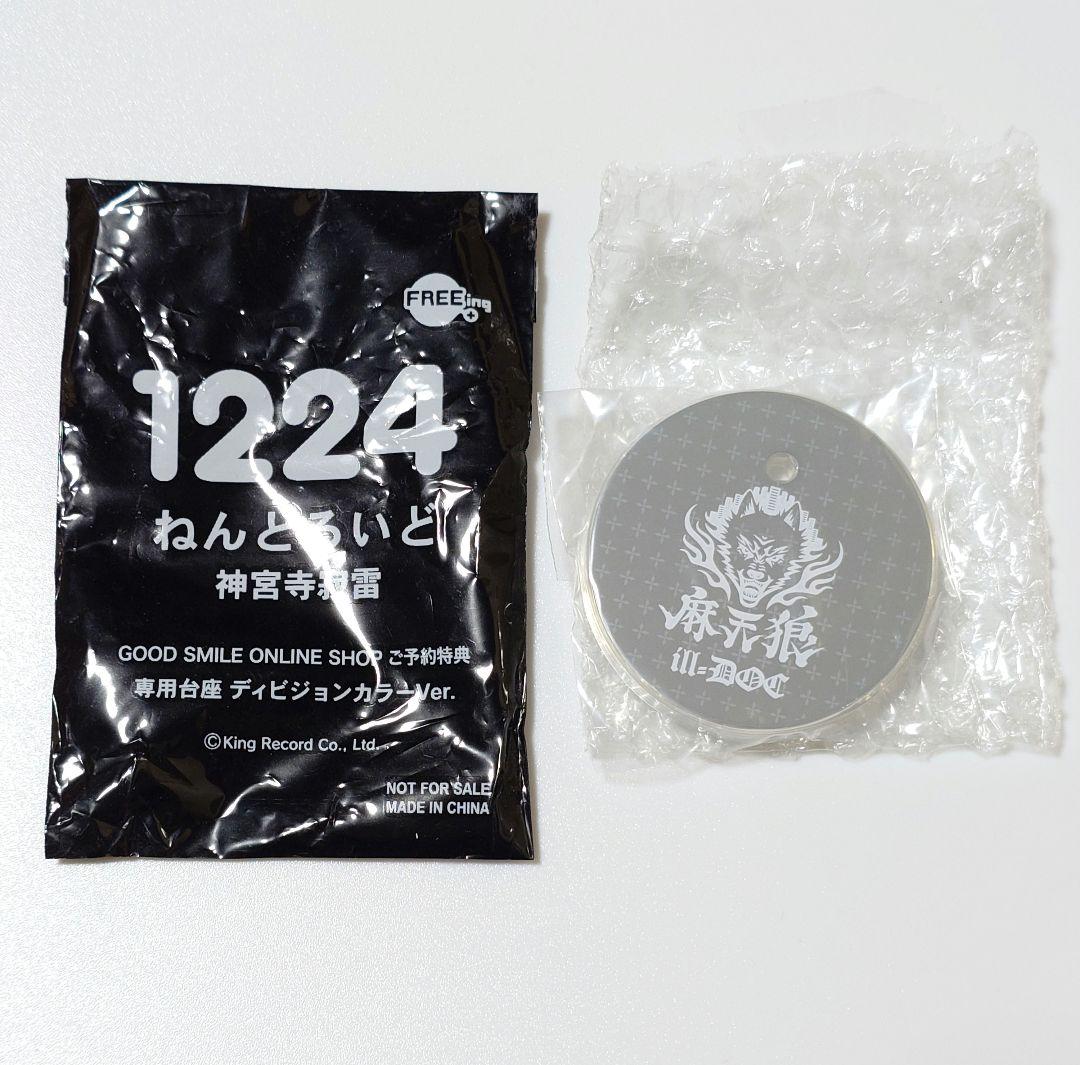 FREEing
1224
ねんどろいど
神宮寺寂雷
GOOD SMILE ONLINE SHOP ご予約特典
専用台座 ディビジョンカラーVer.
©King Record Co., Ltd.
NOT FOR SALE
MADE IN CHINA
麻天狼
ill-DOC